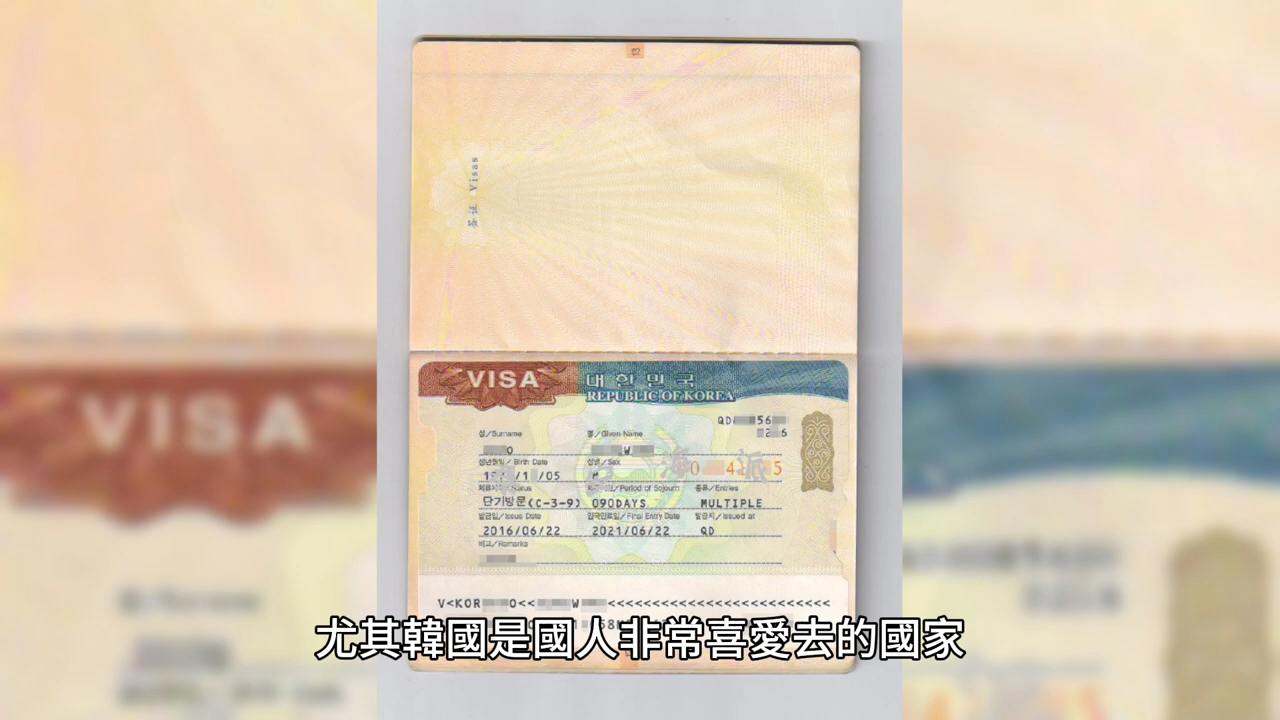 13
签证 Visas
VISA 대한민국
REPUBLIC OF KOREA
성/Surname 명/Given Name
생년월일/Birth Date 성별/Sex
체류자격/Status 체류기간/Period of Sojourn 종류/Entries
단기방문(C-3-9) 090DAYS MULTIPLE
발급일/Issue Date 입국만료일/Final Entry Date 발급지/Issued at
2016/06/22 2021/06/22 QD
비고/Remarks
尤其韓國是國人非常喜愛去的國家